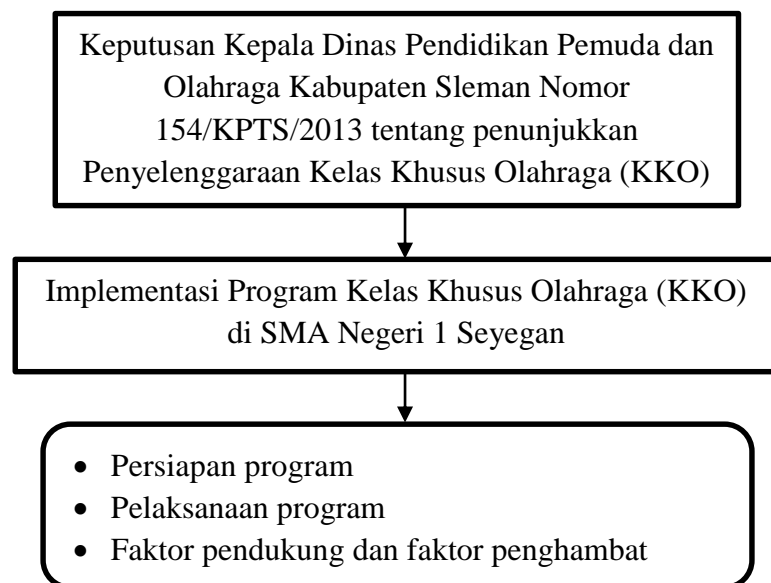 Keputusan Kepala Dinas Pendidikan Pemuda dan
Olahraga Kabupaten Sleman Nomor
154/KPTS/2013 tentang penunjukkan
Penyelenggaraan Kelas Khusus Olahraga (KKO)
Implementasi Program Kelas Khusus Olahraga (KKO)
di SMA Negeri 1 Seyegan
• Persiapan program
• Pelaksanaan program
• Faktor pendukung dan faktor penghambat